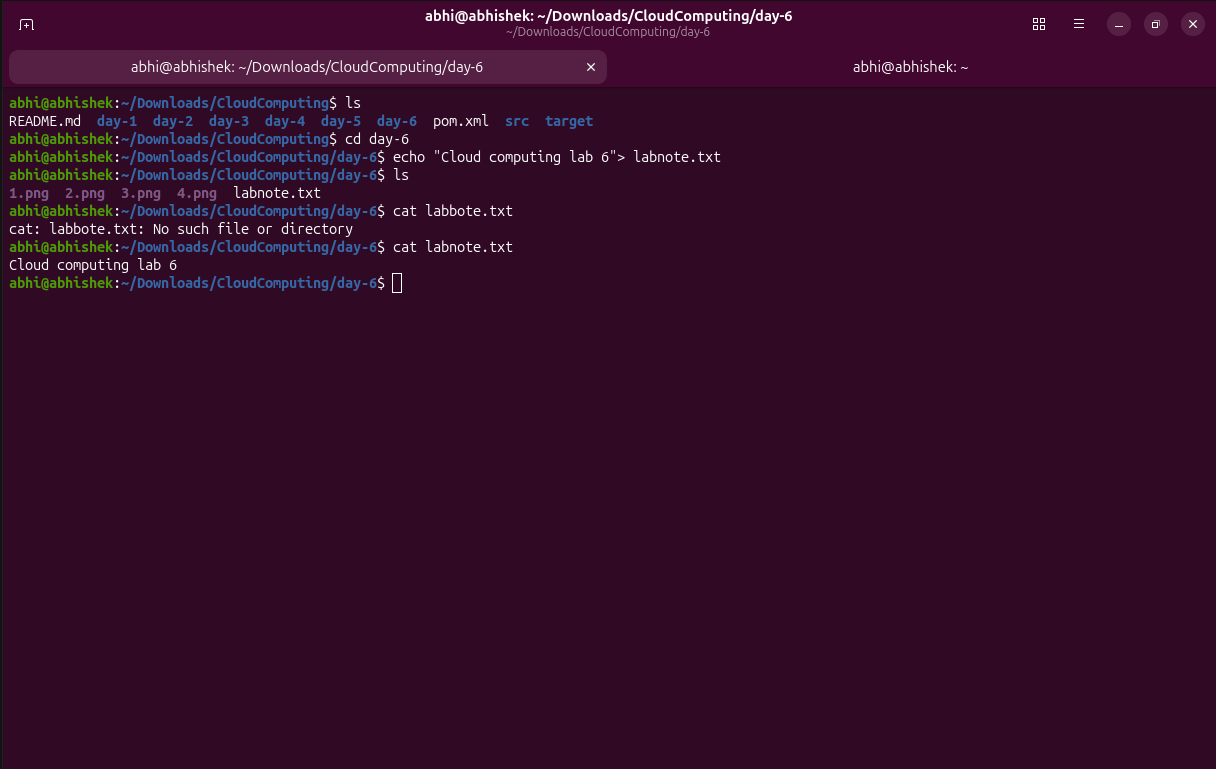 abhi@abhishek: ~/Downloads/CloudComputing/day-6
~/Downloads/CloudComputing/day-6
abhi@abhishek: ~/Downloads/CloudComputing/day-6
abhi@abhishek: ~
abhi@abhishek:~/Downloads/CloudComputing$ ls
README.md  day-1  day-2  day-3  day-4  day-5  day-6  pom.xml  src  target
abhi@abhishek:~/Downloads/CloudComputing$ cd day-6
abhi@abhishek:~/Downloads/CloudComputing/day-6$ echo "Cloud computing lab 6"> labnote.txt
abhi@abhishek:~/Downloads/CloudComputing/day-6$ ls
1.png  2.png  3.png  4.png  labnote.txt
abhi@abhishek:~/Downloads/CloudComputing/day-6$ cat labbote.txt
cat: labbote.txt: No such file or directory
abhi@abhishek:~/Downloads/CloudComputing/day-6$ cat labnote.txt
Cloud computing lab 6
abhi@abhishek:~/Downloads/CloudComputing/day-6$